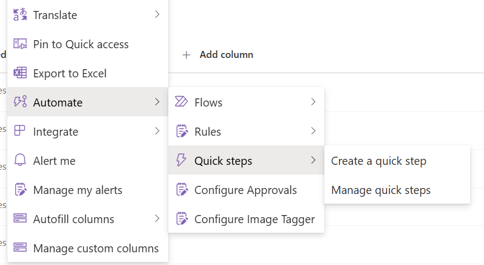 Translate
Pin to Quick access
Add column
Export to Excel
Automate
Flows
Integrate
Rules
Alert me
Quick steps
Create a quick step
Manage my alerts
Configure Approvals
Manage quick steps
Autofill columns
Configure Image Tagger
Manage custom columns